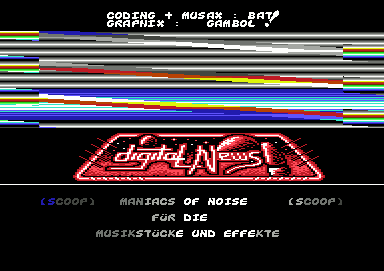 CODING + MUSAX : BAT!
GRAPHIX : GAMBOL !
digital News!
(SCOOP) MANIACS OF NOISE (SCOOP)
FÜR DIE
MUSIKSTÜCKE UND EFFEKTE